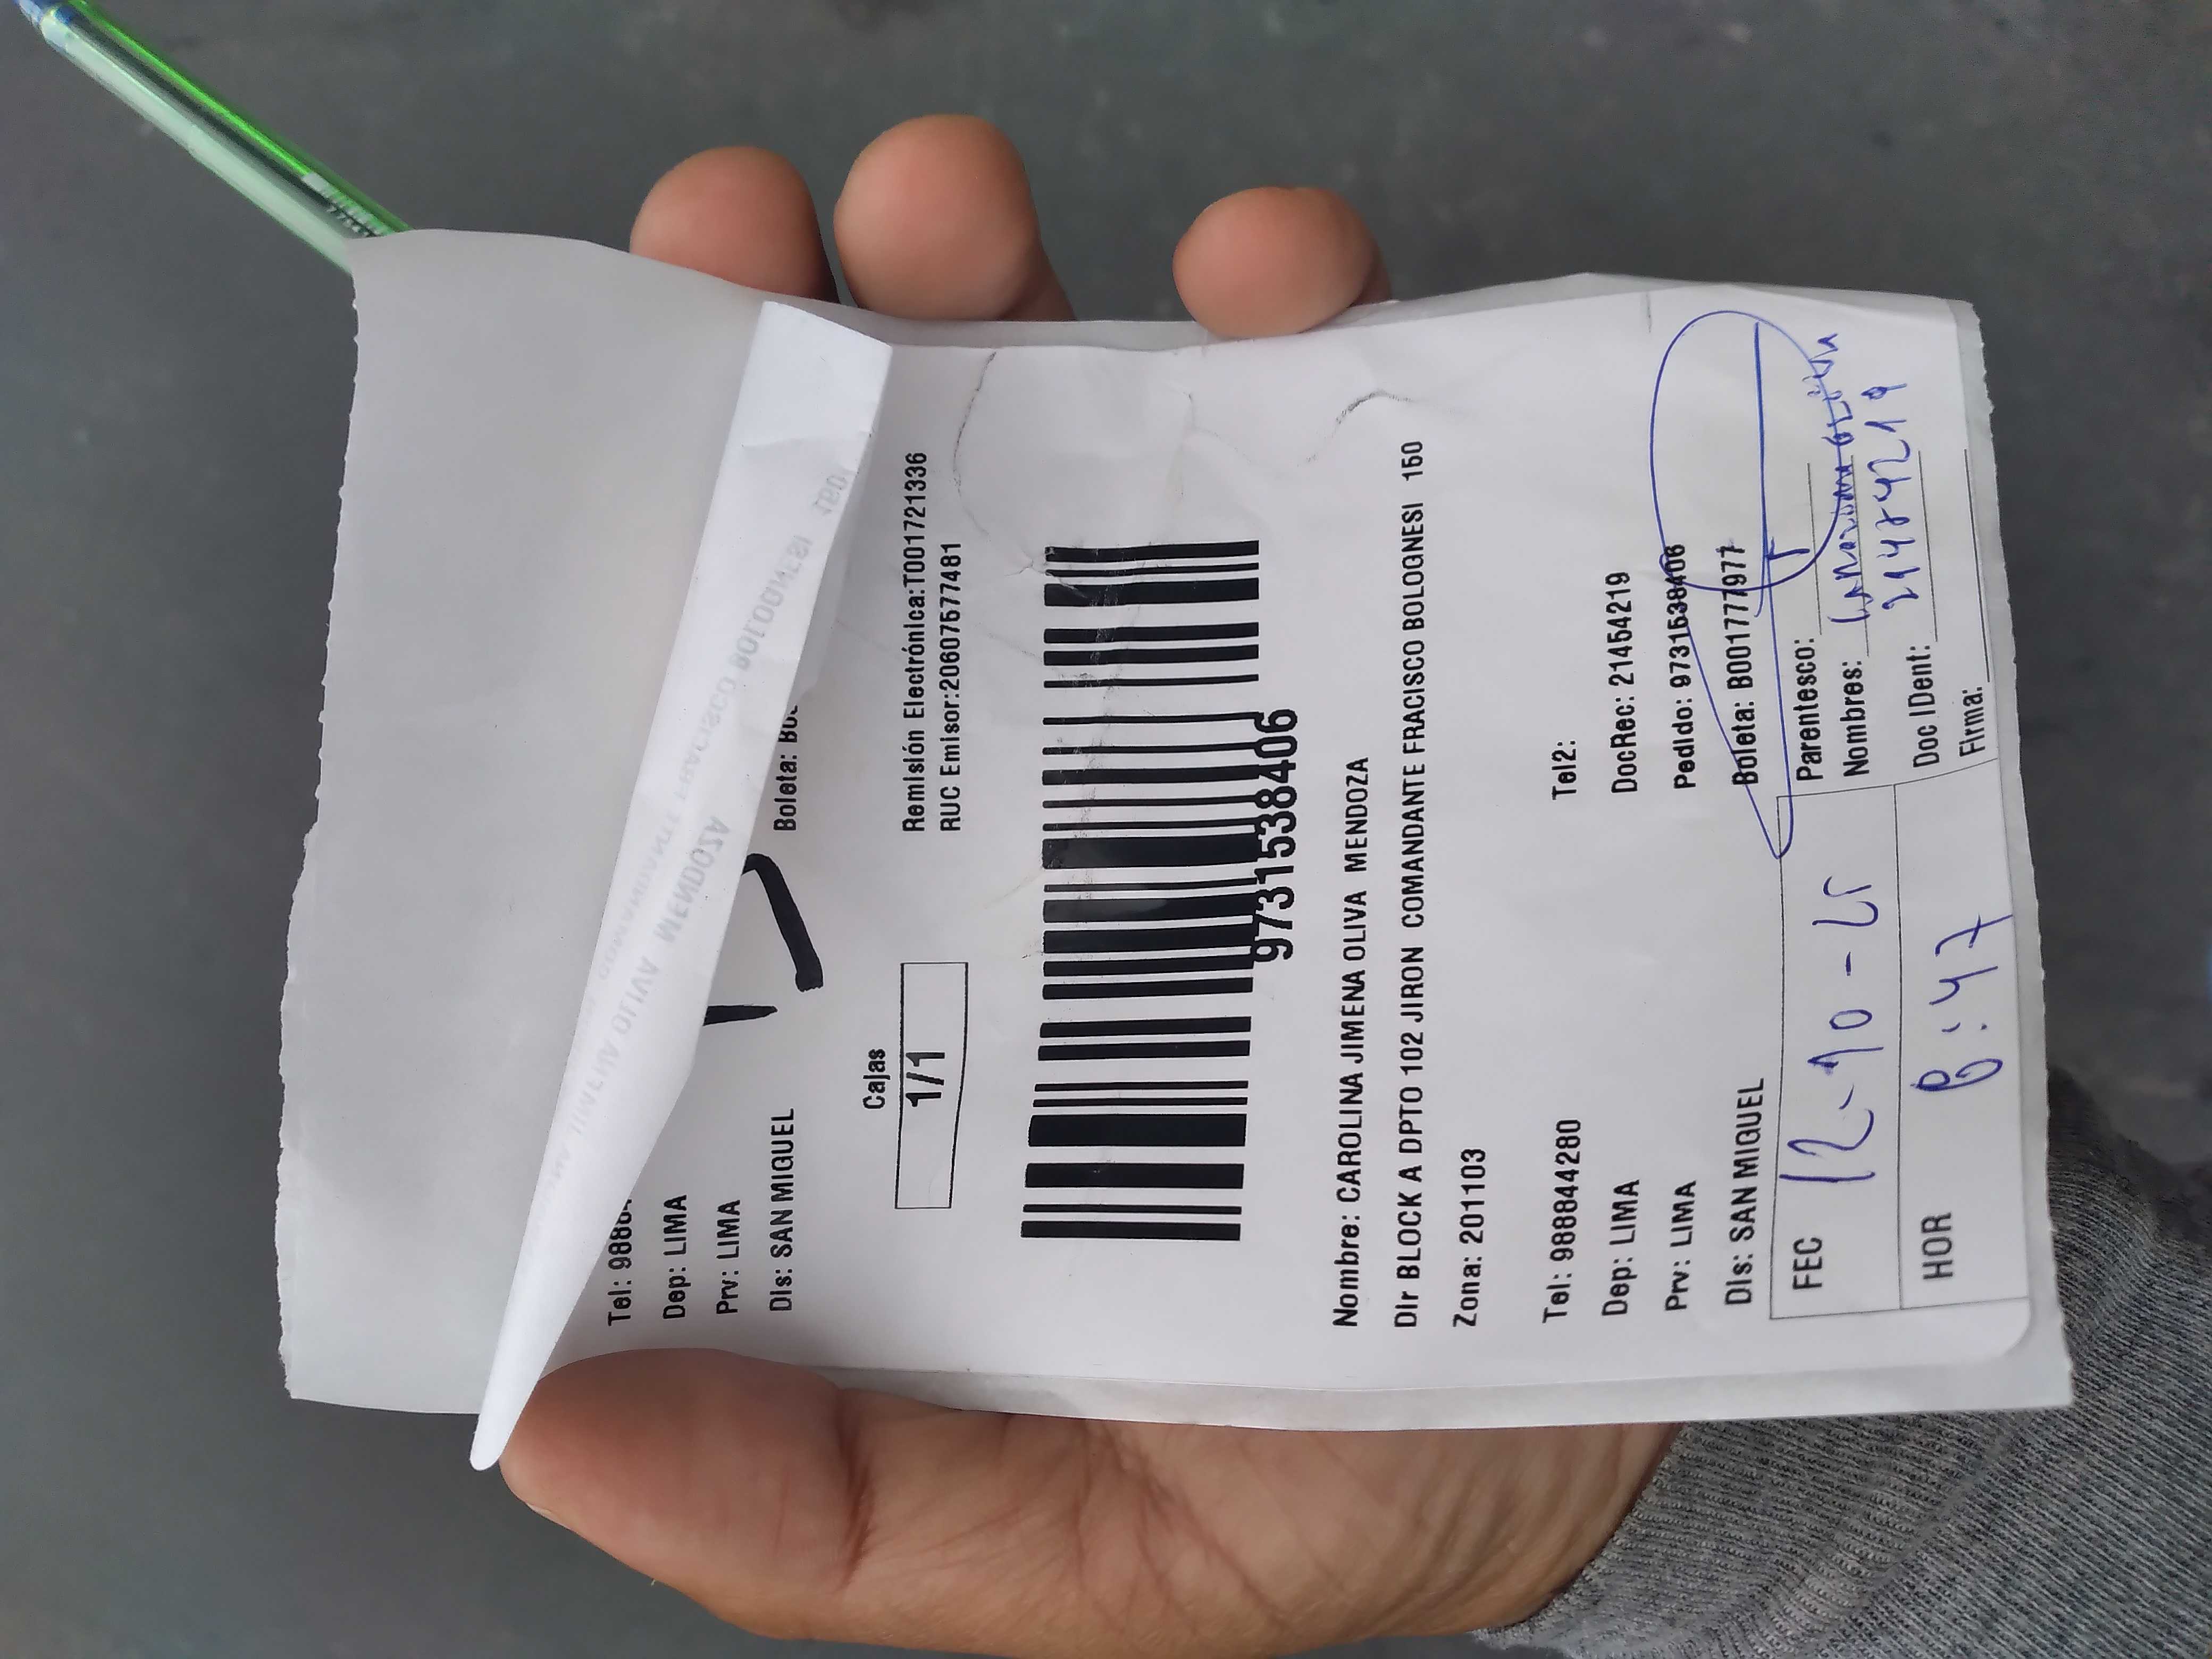 Tel: 9888
Dep: LIMA
Prv: LIMA
Dis: SAN MIGUEL
Boleta:
Cajas
1/1
Remisión Electrónica:T001721336
RUC Emisor:20607577481
97311538406
Nombre: CAROLINA JIMENA OLIVA MENDOZA
Dir BLOCK A DPTO 102 JIRON COMANDANTE FRACISCO BOLOGNESI 150
Zona: 201103
Tel: 988844280
Tel2:
Dep: LIMA
DocRec: 21454219
Prv: LIMA
Pedido: 97311538406
Dis: SAN MIGUEL
Boleta: B001777977
FEC 12-10-25
Parentesco:
Nombres:
HOR 8:47
Doc IDent: 21454219
Firma: